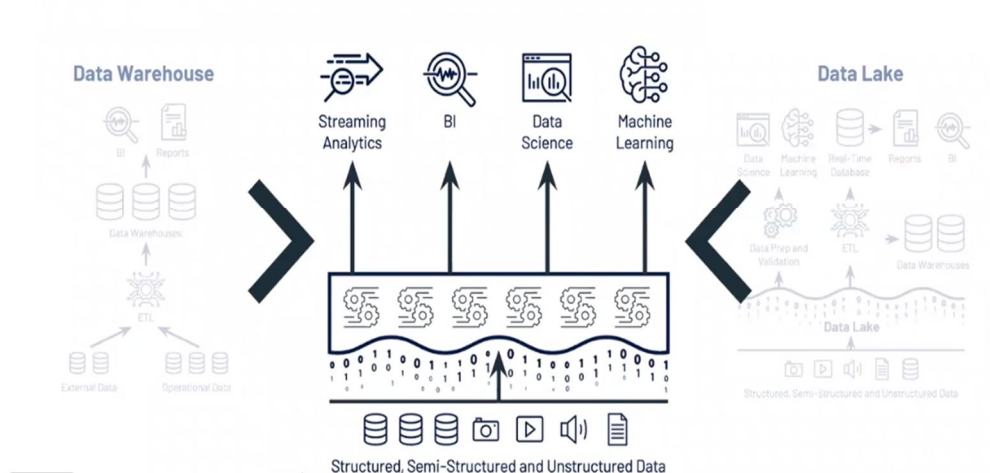 Data Warehouse
BI
Reports
Data Warehouses
ETL
External Data
Operational Data
Streaming
Analytics
BI
Data
Science
Machine
Learning
Structured, Semi-Structured and Unstructured Data
Data Lake
Data
Science
Machine
Learning
Real-Time
Database
Reports
BI
Data Prep and
Validation
ETL
Data Warehouses
Data Lake
Structured, Semi-Structured and Unstructured Data